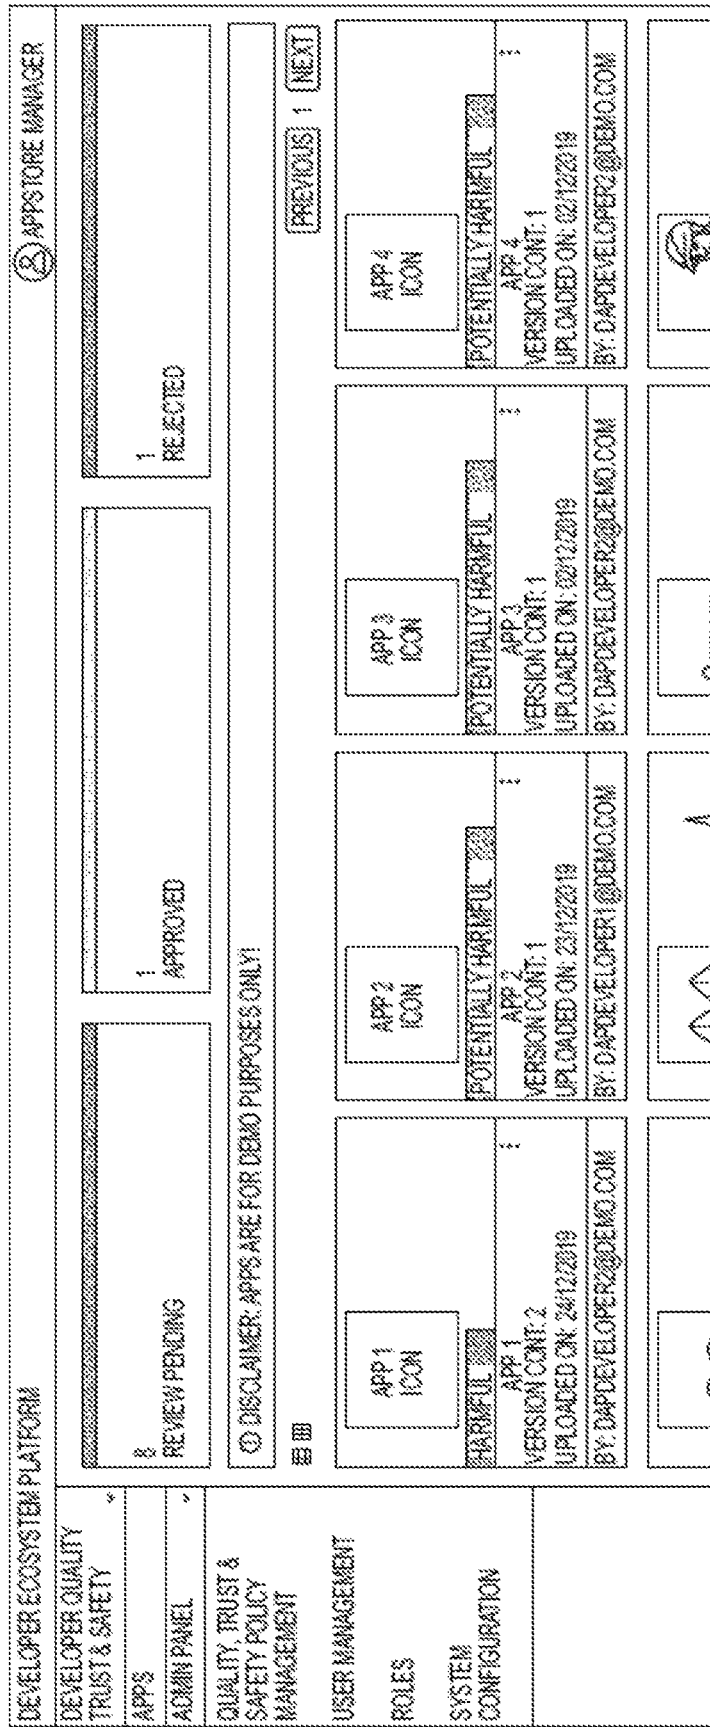 DEVELOPER ECOSYSTEM PLATFORM
APPSTORE MANAGER
DEVELOPER QUALITY
TRUST & SAFETY
APPS
ADMIN PANEL
QUALITY, TRUST &
SAFETY POLICY
MANAGEMENT
USER MANAGEMENT
ROLES
SYSTEM
CONFIGURATION
8
REVIEW PENDING
1
APPROVED
1
REJECTED
DISCLAIMER: APPS ARE FOR DEMO PURPOSES ONLY!
PREVIOUS 1 NEXT
APP 1
ICON
HARMFUL
APP 1
VERSION CONT: 2
UPLOADED ON: 24/12/2019
BY: DAPDEVELOPER2@DEMO.COM
APP 2
ICON
POTENTIALLY HARMFUL
APP 2
VERSION CONT: 1
UPLOADED ON: 23/12/2019
BY: DAPDEVELOPER1@DEMO.COM
APP 3
ICON
POTENTIALLY HARMFUL
APP 3
VERSION CONT: 1
UPLOADED ON: 02/12/2019
BY: DAPDEVELOPER2@DEMO.COM
APP 4
ICON
POTENTIALLY HARMFUL
APP 4
VERSION CONT: 1
UPLOADED ON: 02/12/2019
BY: DAPDEVELOPER2@DEMO.COM